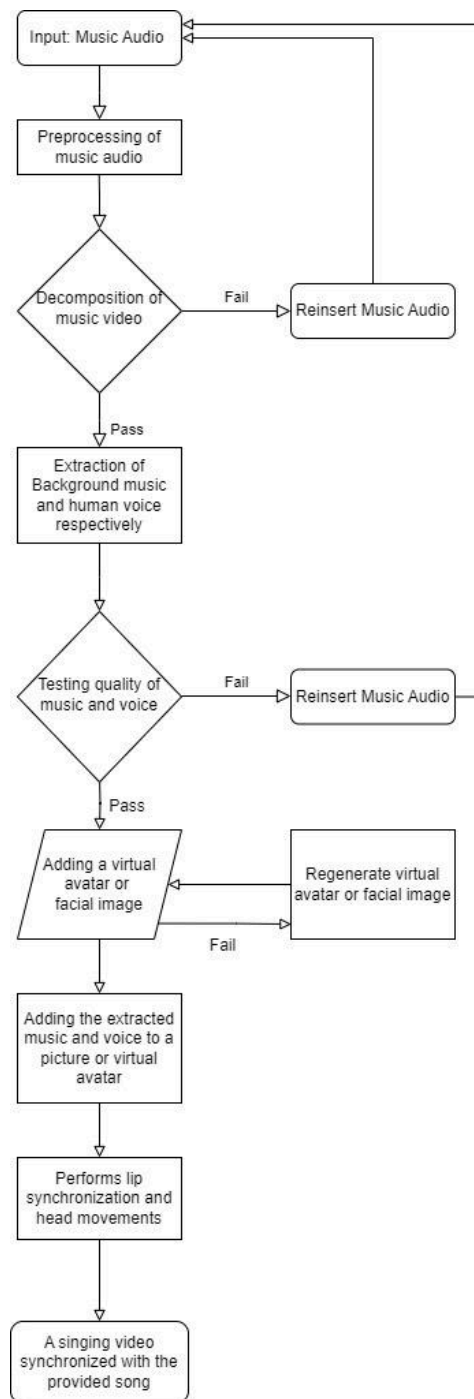 Input: Music Audio
Preprocessing of
music audio
Decomposition of
music video
Fail
Reinsert Music Audio
Pass
Extraction of
Background music
and human voice
respectively
Testing quality of
music and voice
Fail
Reinsert Music Audio
Pass
Adding a virtual
avatar or
facial image
Regenerate virtual
avatar or facial image
Fail
Adding the extracted
music and voice to a
picture or virtual
avatar
Performs lip
synchronization and
head movements
A singing video
synchronized with the
provided song